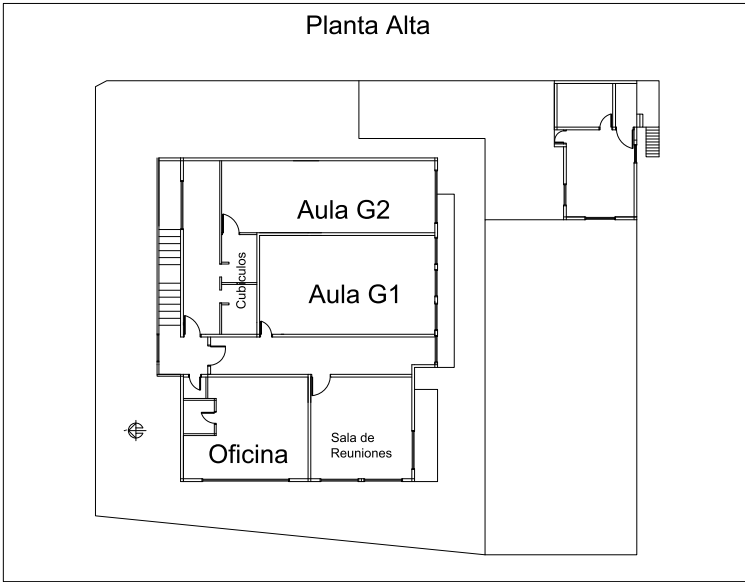 Planta Alta
Aula G2
Cubículos
Aula G1
Oficina
Sala de
Reuniones